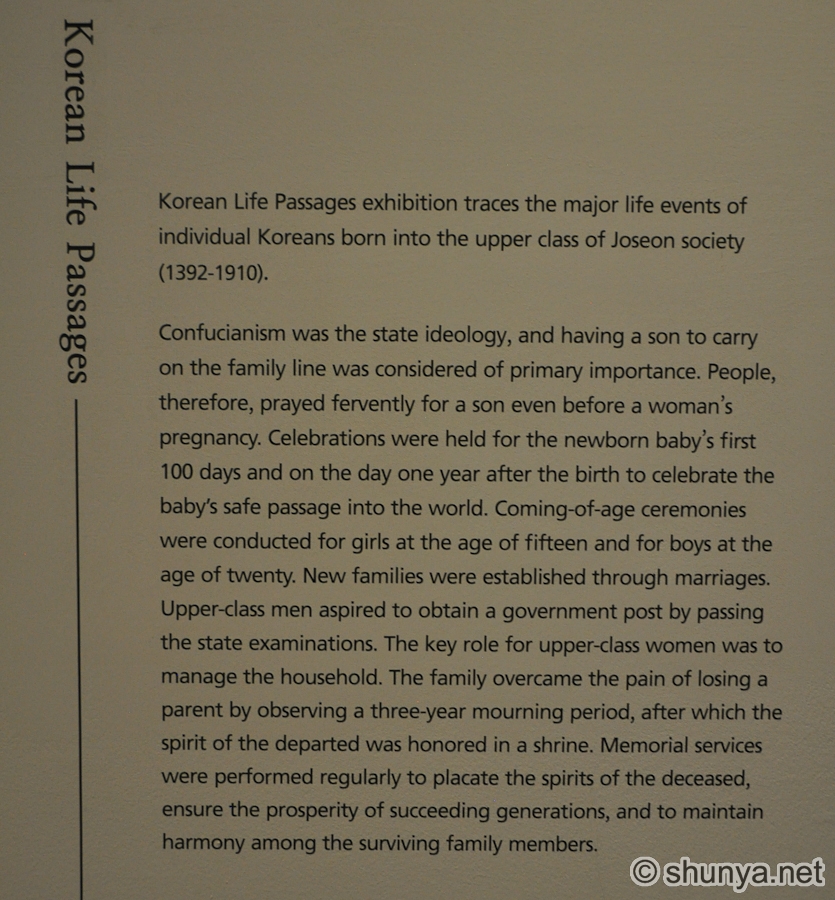 Korean Life Passages
Korean Life Passages exhibition traces the major life events of
individual Koreans born into the upper class of Joseon society
(1392-1910).
Confucianism was the state ideology, and having a son to carry
on the family line was considered of primary importance. People,
therefore, prayed fervently for a son even before a woman's
pregnancy. Celebrations were held for the newborn baby's first
100 days and on the day one year after the birth to celebrate the
baby's safe passage into the world. Coming-of-age ceremonies
were conducted for girls at the age of fifteen and for boys at the
age of twenty. New families were established through marriages.
Upper-class men aspired to obtain a government post by passing
the state examinations. The key role for upper-class women was to
manage the household. The family overcame the pain of losing a
parent by observing a three-year mourning period, after which the
spirit of the departed was honored in a shrine. Memorial services
were performed regularly to placate the spirits of the deceased,
ensure the prosperity of succeeding generations, and to maintain
harmony among the surviving family members.
© shunya.net